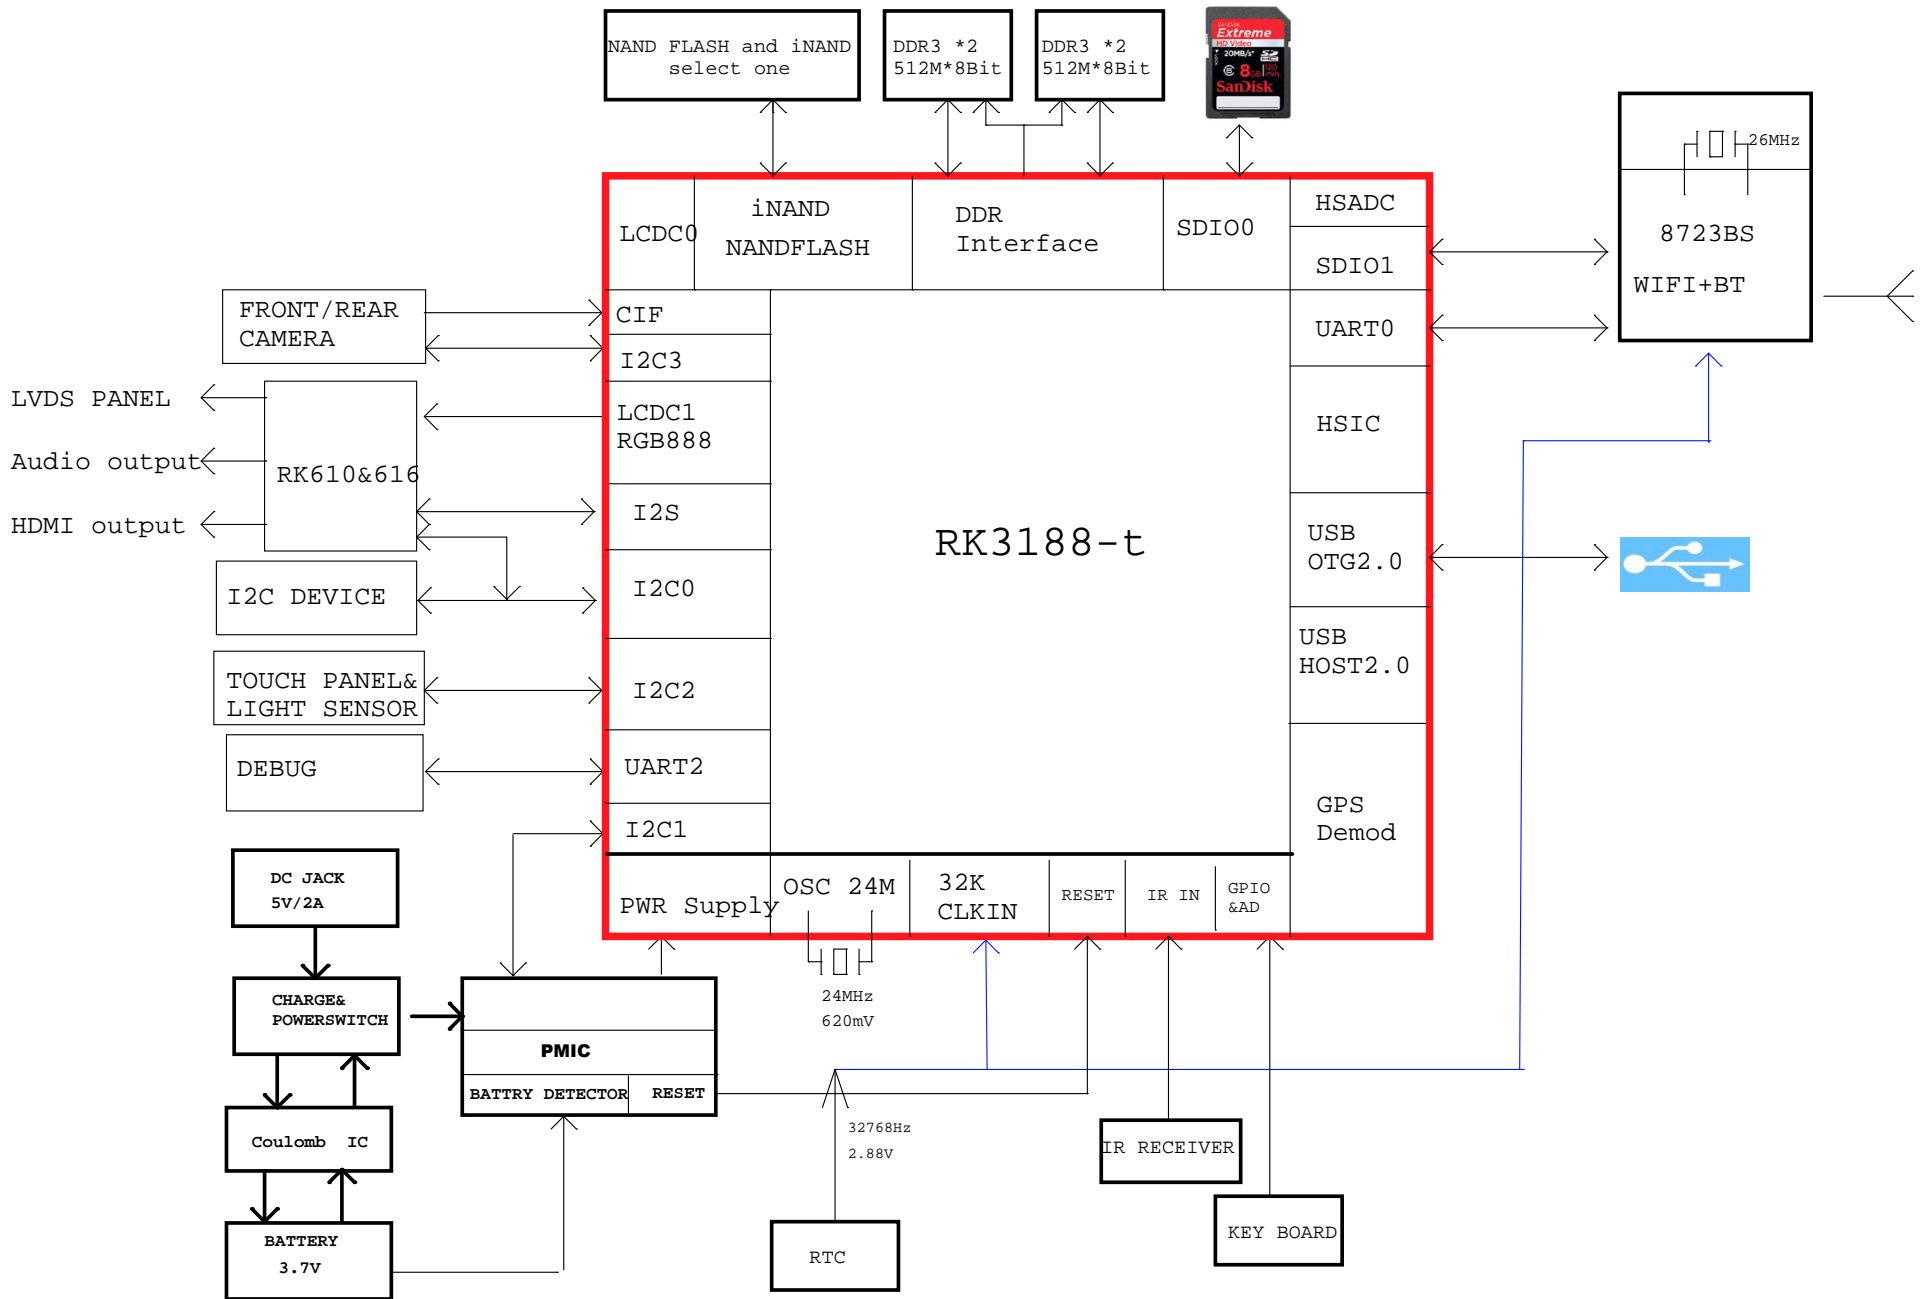 NAND FLASH and iNAND
select one
DDR3 *2
512M*8Bit
DDR3 *2
512M*8Bit
SanDisk
Extreme
HD Video
20MB/s*
8GB
SanDisk
26MHz
8723BS
WIFI+BT
LCDC0
iNAND
NANDFLASH
DDR
Interface
SDIO0
HSADC
SDIO1
UART0
HSIC
USB
OTG2.0
USB
HOST2.0
GPS
Demod
FRONT/REAR
CAMERA
CIF
I2C3
LVDS PANEL
Audio output
HDMI output
RK610&616
LCDC1
RGB888
I2S
RK3188-t
I2C DEVICE
I2C0
TOUCH PANEL&
LIGHT SENSOR
I2C2
DEBUG
UART2
I2C1
PWR Supply
OSC 24M
32K
CLKIN
RESET
IR IN
GPIO
&AD
DC JACK
5V/2A
CHARGE&
POWERSWITCH
24MHz
620mV
PMIC
BATTRY DETECTOR
RESET
Coulomb IC
32768Hz
2.88V
IR RECEIVER
BATTERY
3.7V
RTC
KEY BOARD